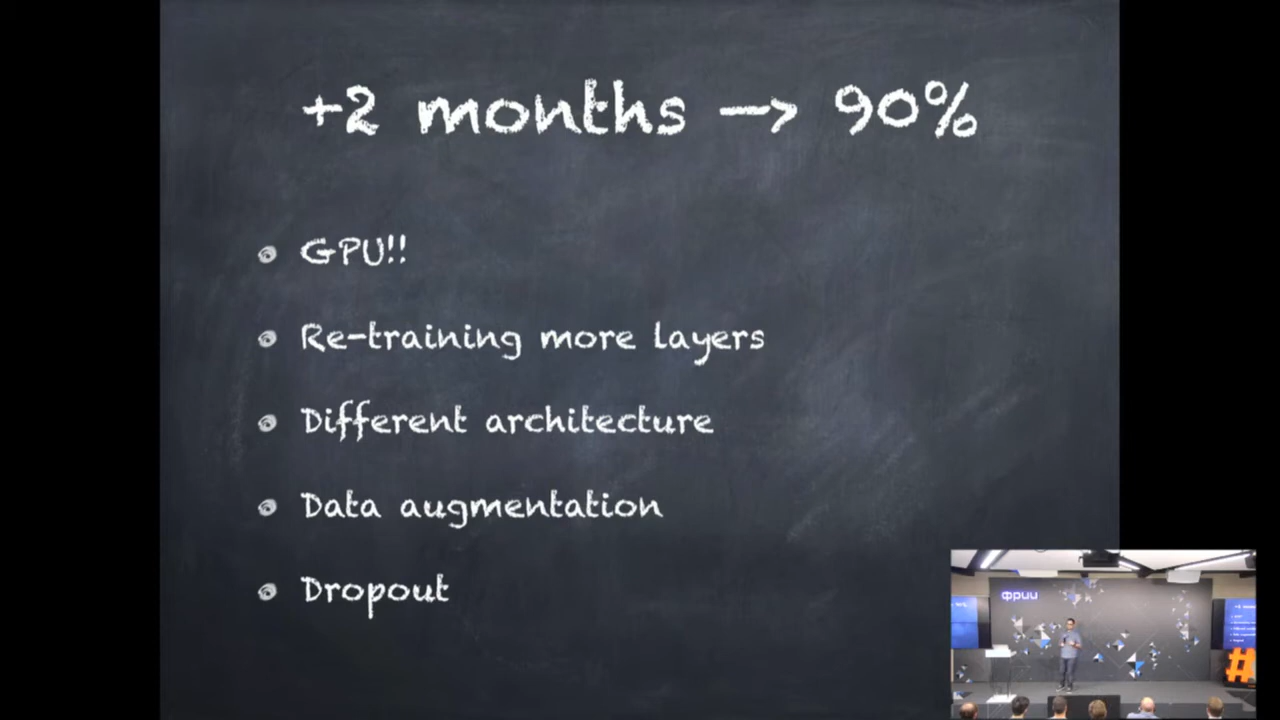 +2 months -> 90%
GPU!!
Re-training more layers
Different architecture
Data augmentation
Dropout
фрии
#